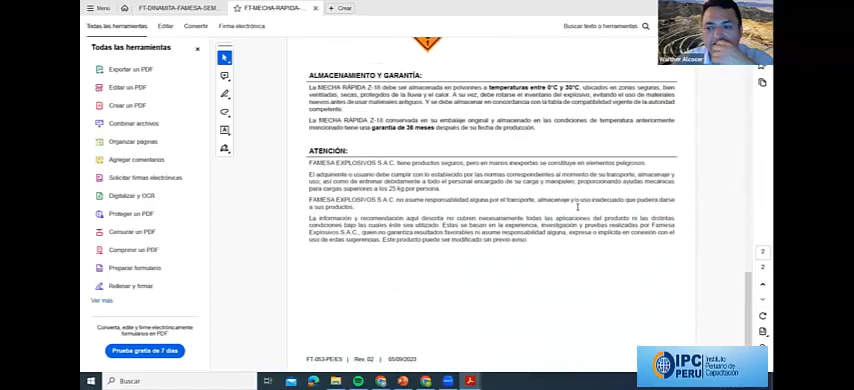 Menú
FT-DINAMITA-FAMESA-SEM...
FT-MECHA-RÁPIDA-...
+ Crear
Todas las herramientas
Editar
Convertir
Firma electrónica
Buscar texto o herramientas
Walther Alcocer
Todas las herramientas
Exportar un PDF
Editar un PDF
Crear un PDF
Combinar archivos
Organizar páginas
Agregar comentarios
Solicitar firmas electrónicas
Digitalizar y OCR
Proteger un PDF
Censurar un PDF
Comprimir un PDF
Preparar formulario
Rellenar y firmar
Ver más
Convierta, edite y firme electrónicamente
formularios en PDF
Prueba gratis de 7 días
1
ALMACENAMIENTO Y GARANTÍA:
La MECHA RÁPIDA Z-18 debe ser almacenada en polvorines a temperaturas entre 0°C y 30°C, ubicados en zonas seguras, bien
ventiladas, secas, protegidos de la lluvia y el calor. A su vez, debe rotarse el inventario del explosivo, evitando el uso de materiales
nuevos antes de usar materiales antiguos. Y se debe almacenar en concordancia con la tabla de compatibilidad vigente de la autoridad
competente.
La MECHA RÁPIDA Z-18 conservada en su embalaje original y almacenado en las condiciones de temperatura anteriormente
mencionado tiene una garantía de 36 meses después de su fecha de producción.
ATENCIÓN:
FAMESA EXPLOSIVOS S.A.C. tiene productos seguros, pero en manos inexpertas se constituye en elementos peligrosos.
El adquirente o usuario debe cumplir con lo establecido por las normas correspondientes al momento de su transporte, almacenaje y
uso; así como de entrenar debidamente a todo el personal encargado de su carga y manipuleo, proporcionando ayudas mecánicas
para cargas superiores a los 25 kg por persona.
FAMESA EXPLOSIVOS S.A.C. no asume responsabilidad alguna por el transporte, almacenaje y/o uso inadecuado que pudiera darse
a sus productos.
La información y recomendación aquí descrita no cubren necesariamente todas las aplicaciones del producto ni las distintas
condiciones bajo las cuales éste sea utilizado. Estas se basan en la experiencia, investigación y pruebas realizadas por Famesa
Explosivos S.A.C., quien no garantiza resultados favorables ni asume responsabilidad alguna, expresa o implícita en conexión con el
uso de estas sugerencias. Este producto puede ser modificado sin previo aviso.
FT-053-PE/ES | Rev. 02 | 05/09/2023
2
2
Buscar
IPC
PERÚ
Instituto
Peruano de
Capacitación